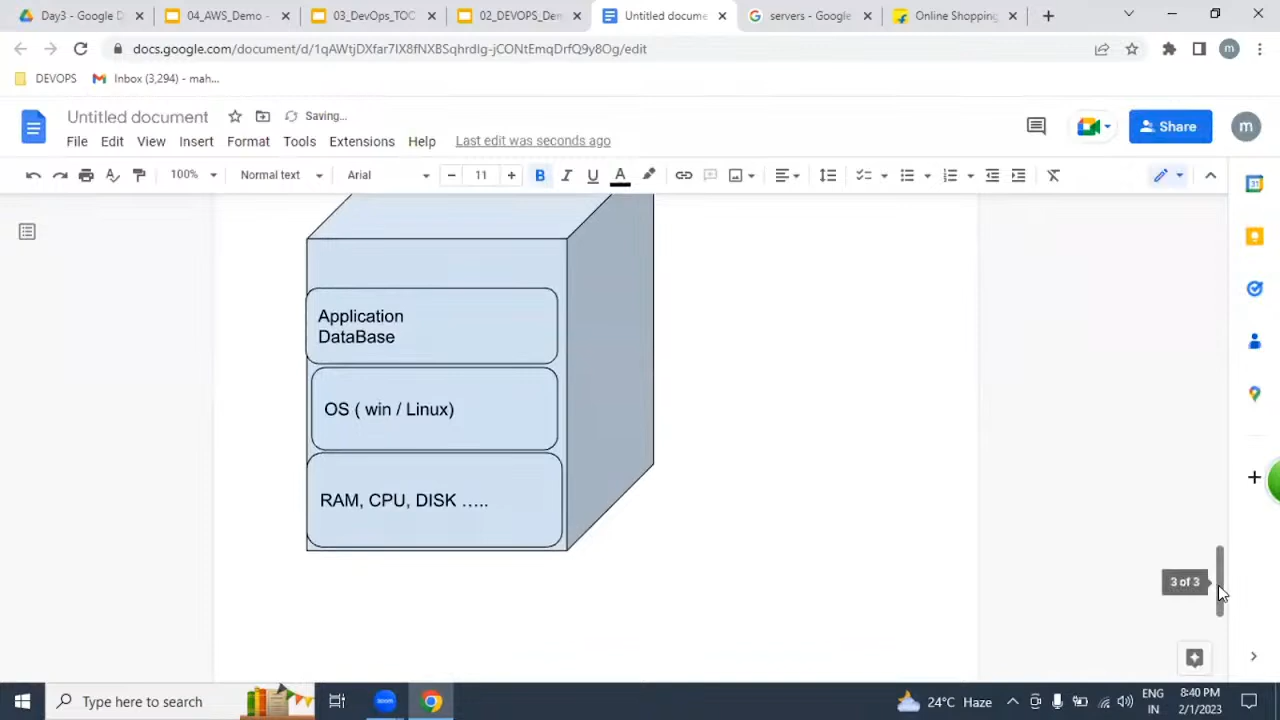 Day3 - Google D
04_AWS_Demo -
03_DevOps_TOC
02_DEVOPS_Dem
Untitled docume
servers - Google
Online Shopping
docs.google.com/document/d/1qAWtjDXfar7IX8fNXBSqhrdlg-jCONtEmqDrfQ9y8Og/edit
m
DEVOPS
Inbox (3,294) - mah...
Untitled document
Saving...
Share
m
File Edit View Insert Format Tools Extensions Help Last edit was seconds ago
100% Normal text Arial 11 B I U A
Application
DataBase
OS ( win / Linux)
RAM, CPU, DISK .....
3 of 3
Type here to search
zoom
24°C Haze
ENG
IN
8:40 PM
2/1/2023